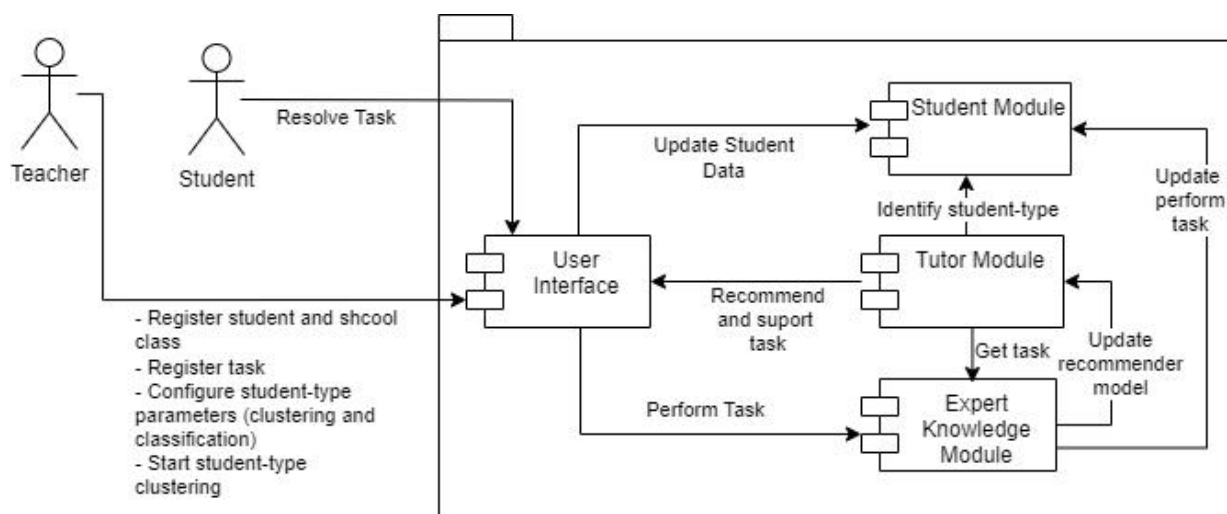 Teacher
Student
Resolve Task
- Register student and shcool
class
- Register task
- Configure student-type
parameters (clustering and
classification)
- Start student-type
clustering
User
Interface
Update Student
Data
Student Module
Identify student-type
Update
perform
task
Tutor Module
Recommend
and suport
task
Get task
Update
recommender
model
Perform Task
Expert
Knowledge
Module